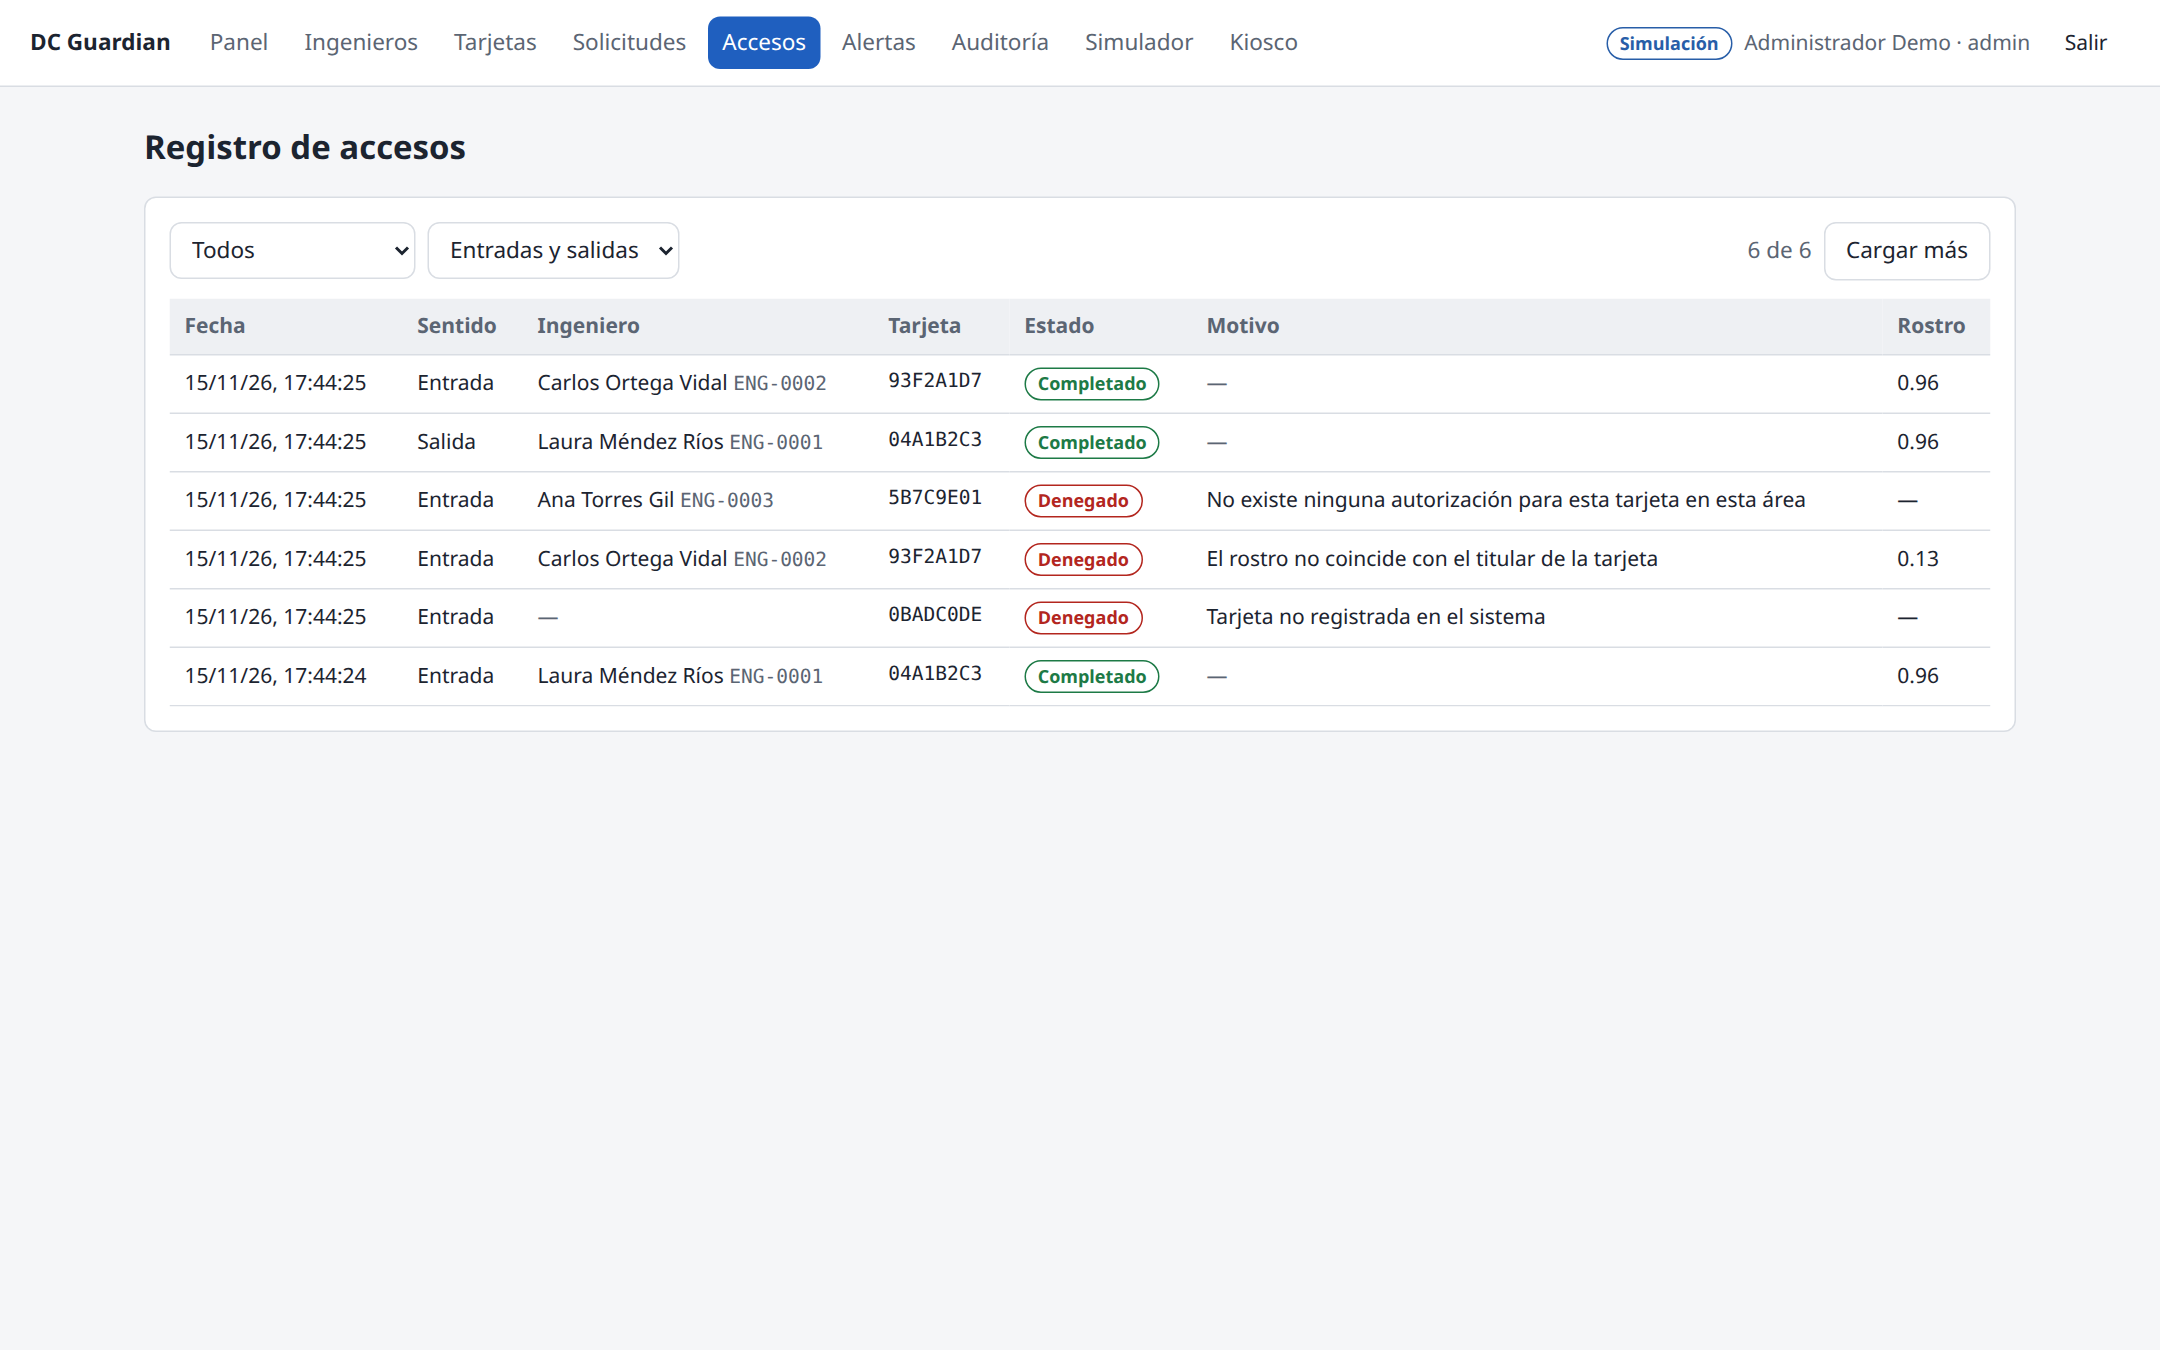 DC Guardian Panel Ingenieros Tarjetas Solicitudes Accesos Alertas Auditoría Simulador Kiosco Simulación Administrador Demo · admin Salir
Registro de accesos
Todos Entradas y salidas 6 de 6 Cargar más
Fecha Sentido Ingeniero Tarjeta Estado Motivo Rostro
15/11/26, 17:44:25 Entrada Carlos Ortega Vidal ENG-0002 93F2A1D7 Completado — 0.96
15/11/26, 17:44:25 Salida Laura Méndez Ríos ENG-0001 04A1B2C3 Completado — 0.96
15/11/26, 17:44:25 Entrada Ana Torres Gil ENG-0003 5B7C9E01 Denegado No existe ninguna autorización para esta tarjeta en esta área —
15/11/26, 17:44:25 Entrada Carlos Ortega Vidal ENG-0002 93F2A1D7 Denegado El rostro no coincide con el titular de la tarjeta 0.13
15/11/26, 17:44:25 Entrada — 0BADC0DE Denegado Tarjeta no registrada en el sistema —
15/11/26, 17:44:24 Entrada Laura Méndez Ríos ENG-0001 04A1B2C3 Completado — 0.96